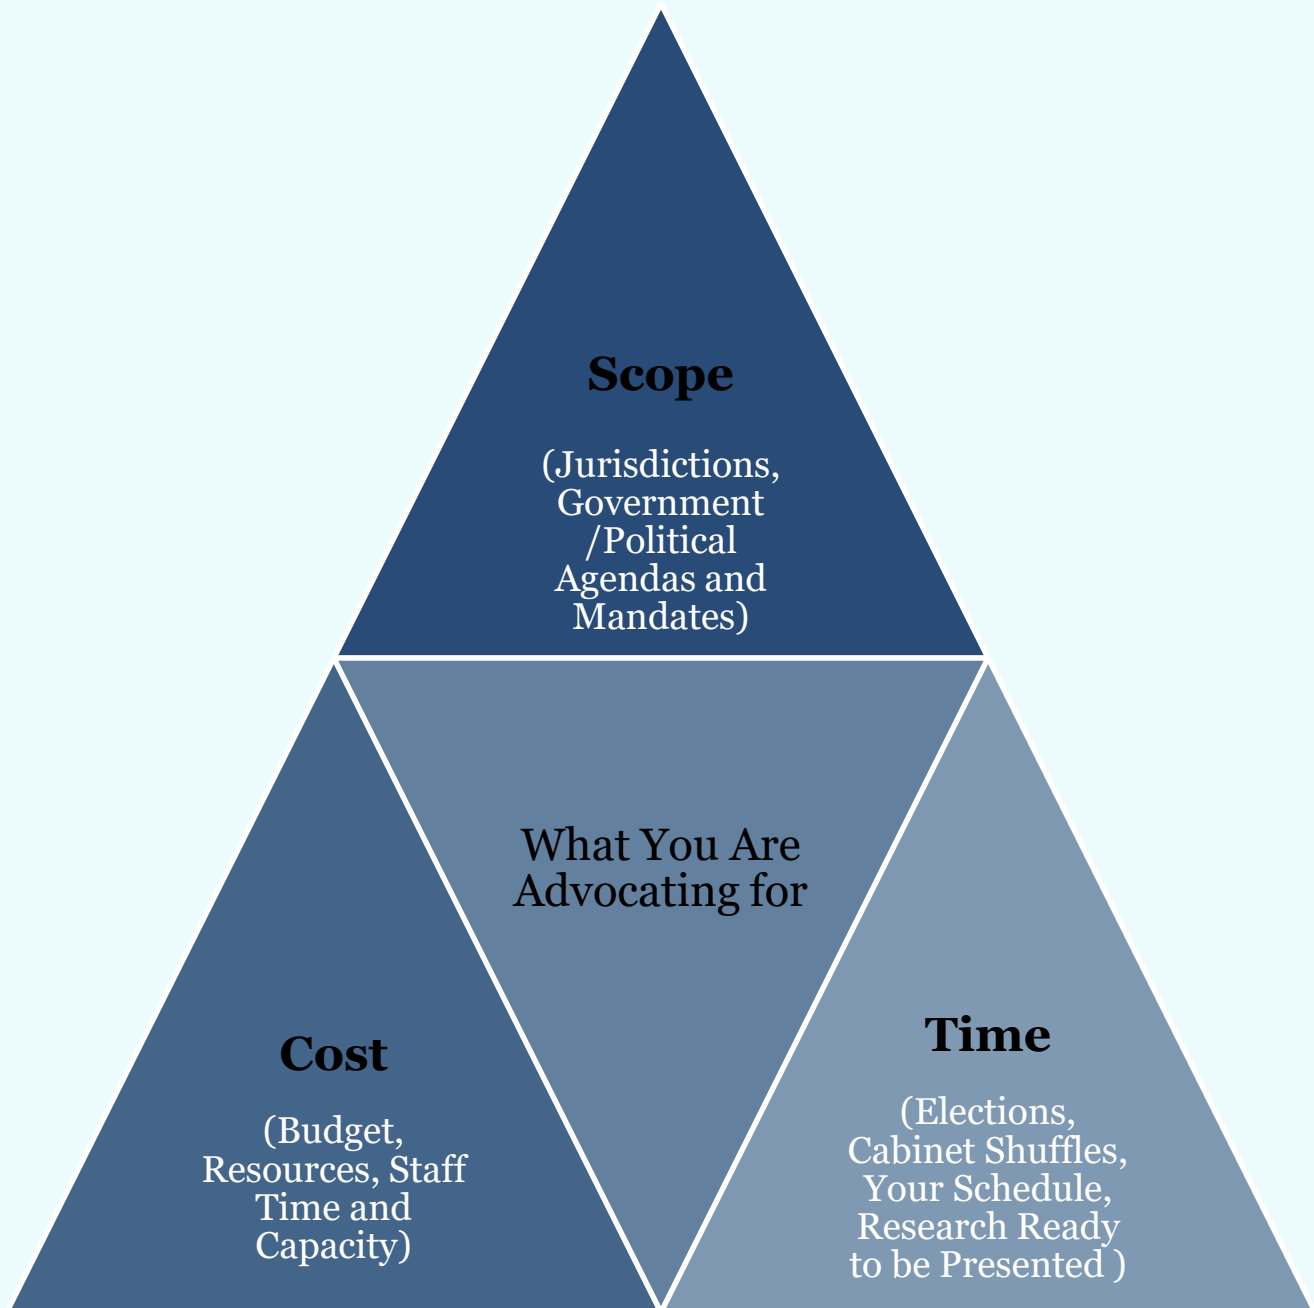 Scope
(Jurisdictions,
Government
/Political
Agendas and
Mandates)
What You Are
Advocating for
Cost
(Budget,
Resources, Staff
Time and
Capacity)
Time
(Elections,
Cabinet Shuffles,
Your Schedule,
Research Ready
to be Presented )